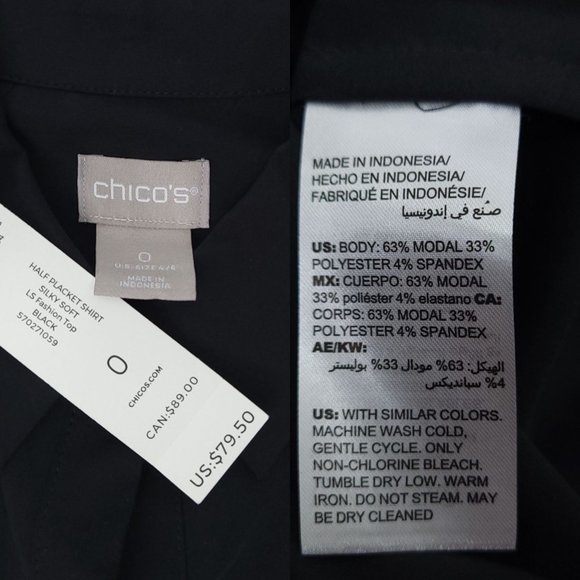 chico's®
O
U.S. SIZE 4/6
MADE IN
INDONESIA
HALF PLACKET SHIRT
SILKY SOFT
LS Fashion Top
BLACK
570271059
O
CHICOS.COM
CAN:$89.00
US:$79.50
MADE IN INDONESIA/
HECHO EN INDONESIA/
FABRIQUÉ EN INDONÉSIE/
صُنع في إندونيسيا
US: BODY: 63% MODAL 33%
POLYESTER 4% SPANDEX
MX: CUERPO: 63% MODAL
33% poliéster 4% elastano CA:
CORPS: 63% MODAL 33%
POLYESTER 4% SPANDEX
AE/KW:
الهيكل: 63% مودال 33% بوليستر
4% سبانديكس
US: WITH SIMILAR COLORS.
MACHINE WASH COLD,
GENTLE CYCLE. ONLY
NON-CHLORINE BLEACH.
TUMBLE DRY LOW. WARM
IRON. DO NOT STEAM. MAY
BE DRY CLEANED